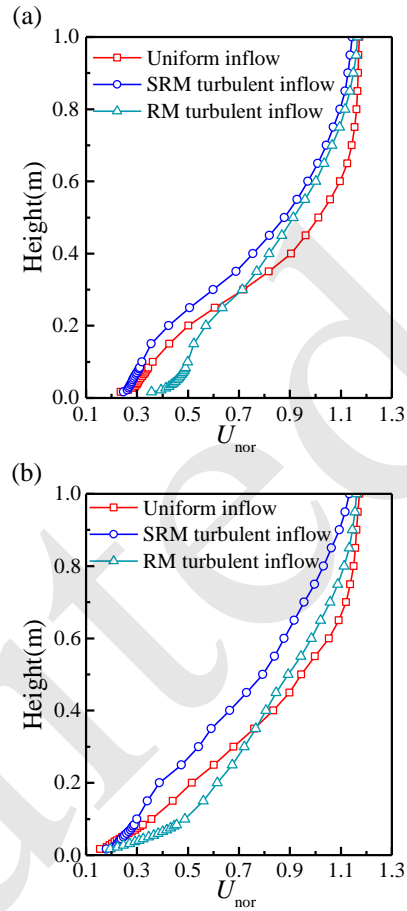 (a)
1.0
0.8
0.6
0.4
0.2
0.0
Height(m)
Uniform inflow
SRM turbulent inflow
RM turbulent inflow
0.1 0.3 0.5 0.7 0.9 1.1 1.3
Unor
(b)
1.0
0.8
0.6
0.4
0.2
0.0
Height(m)
Uniform inflow
SRM turbulent inflow
RM turbulent inflow
0.1 0.3 0.5 0.7 0.9 1.1 1.3
Unor